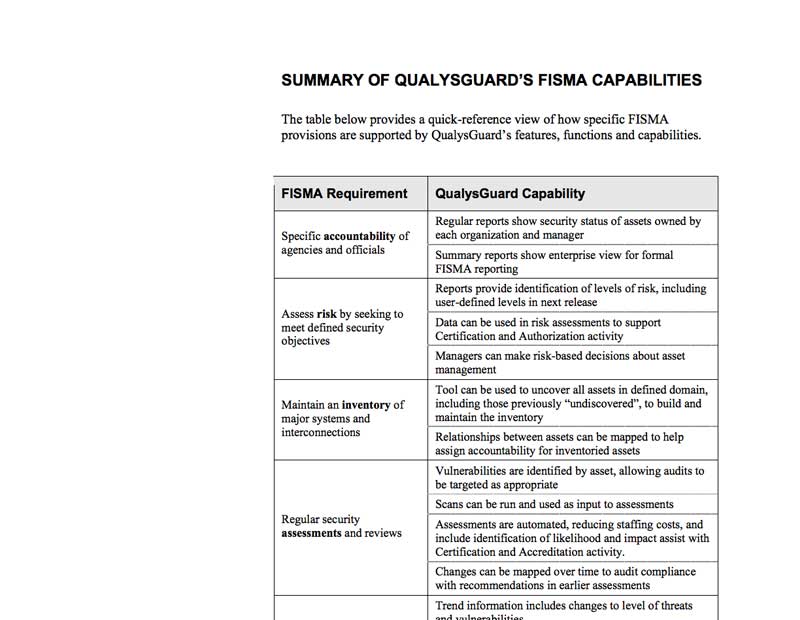 SUMMARY OF QUALYSGUARD'S FISMA CAPABILITIES
The table below provides a quick-reference view of how specific FISMA
provisions are supported by QualysGuard's features, functions and capabilities.
FISMA Requirement
QualysGuard Capability
Specific accountability of
agencies and officials
Regular reports show security status of assets owned by
each organization and manager
Summary reports show enterprise view for formal
FISMA reporting
Assess risk by seeking to
meet defined security
objectives
Reports provide identification of levels of risk, including
user-defined levels in next release
Data can be used in risk assessments to support
Certification and Authorization activity
Managers can make risk-based decisions about asset
management
Maintain an inventory of
major systems and
interconnections
Tool can be used to uncover all assets in defined domain,
including those previously “undiscovered”, to build and
maintain the inventory
Relationships between assets can be mapped to help
assign accountability for inventoried assets
Regular security
assessments and reviews
Vulnerabilities are identified by asset, allowing audits to
be targeted as appropriate
Scans can be run and used as input to assessments
Assessments are automated, reducing staffing costs, and
include identification of likelihood and impact assist with
Certification and Accreditation activity.
Changes can be mapped over time to audit compliance
with recommendations in earlier assessments
Trend information includes changes to level of threats
and vulnerabilities